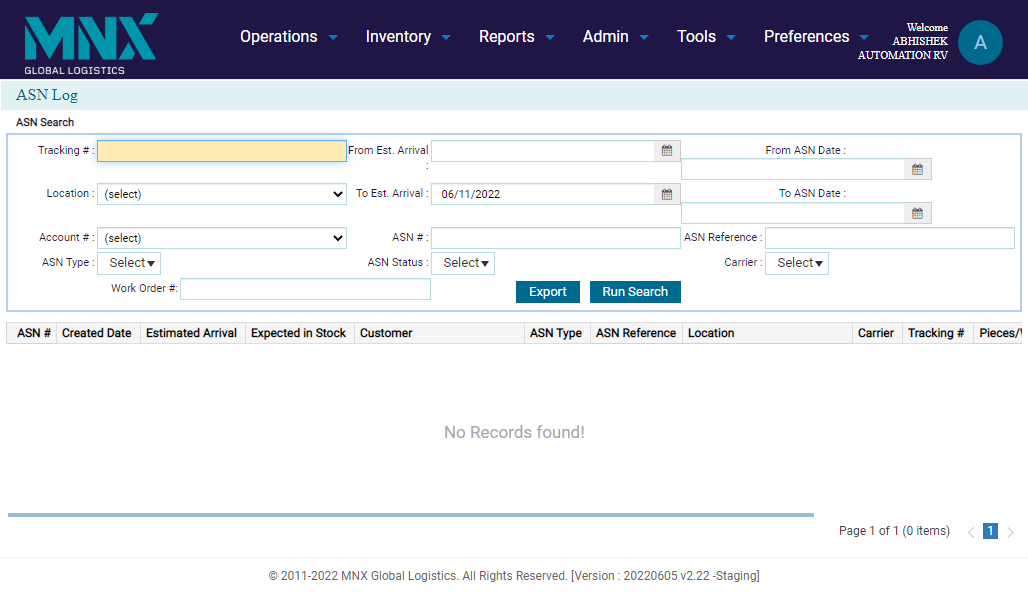 MNX
GLOBAL LOGISTICS
Operations Inventory Reports Admin Tools Preferences
Welcome
ABHISHEK
AUTOMATION RV
A
ASN Log
ASN Search
Tracking # : From Est. Arrival : From ASN Date :
Location : (select) To Est. Arrival : 06/11/2022 To ASN Date :
Account # : (select) ASN # : ASN Reference :
ASN Type : Select ASN Status : Select Carrier : Select
Work Order #: Export Run Search
ASN # Created Date Estimated Arrival Expected in Stock Customer ASN Type ASN Reference Location Carrier Tracking # Pieces/
No Records found!
Page 1 of 1 (0 items) 1
© 2011-2022 MNX Global Logistics. All Rights Reserved. [Version : 20220605 v2.22 -Staging]